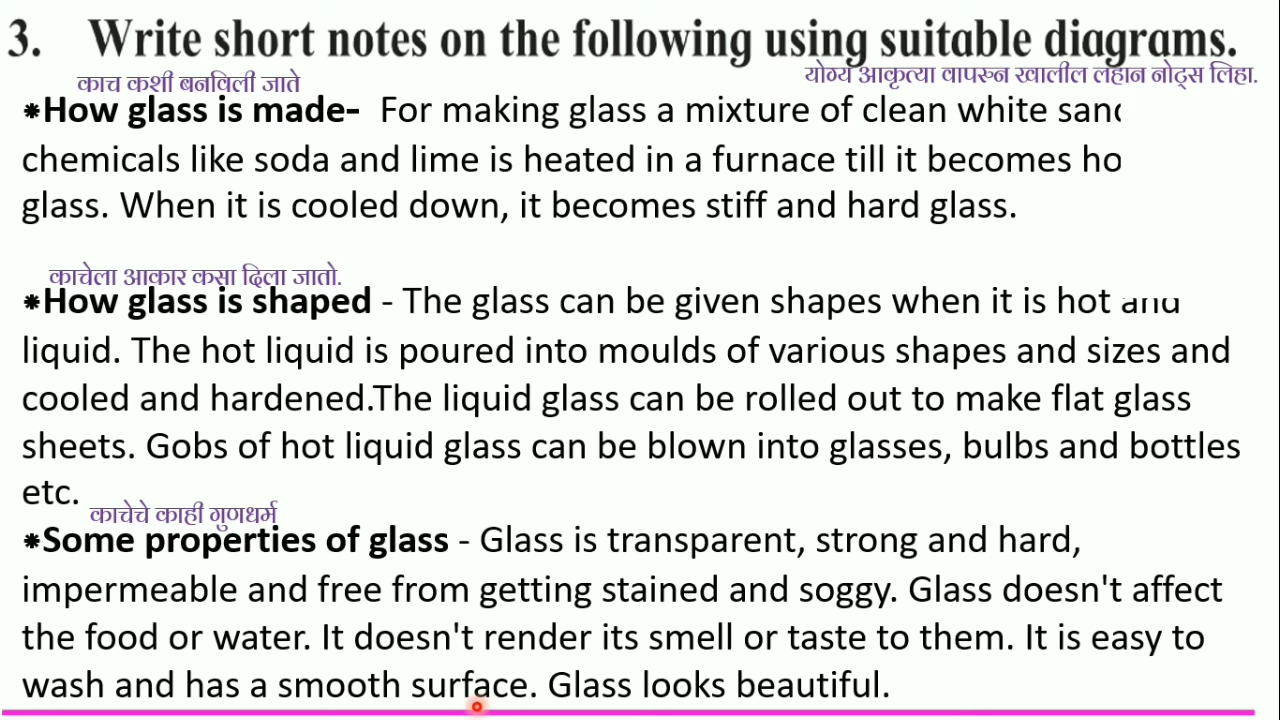 3. Write short notes on the following using suitable diagrams.
काच कशी बनविली जाते
योग्य आकृत्या वापरून खालील लहान नोट्स लिहा.
*How glass is made- For making glass a mixture of clean white
chemicals like soda and lime is heated in a furnace till it becomes
glass. When it is cooled down, it becomes stiff and hard glass.
काचेला आकार कसा दिला जातो.
*How glass is shaped - The glass can be given shapes when it is hot and
liquid. The hot liquid is poured into moulds of various shapes and sizes and
cooled and hardened.The liquid glass can be rolled out to make flat glass
sheets. Gobs of hot liquid glass can be blown into glasses, bulbs and bottles
etc.
काचेचे काही गुणधर्म
*Some properties of glass - Glass is transparent, strong and hard,
impermeable and free from getting stained and soggy. Glass doesn't affect
the food or water. It doesn't render its smell or taste to them. It is easy to
wash and has a smooth surface. Glass looks beautiful.